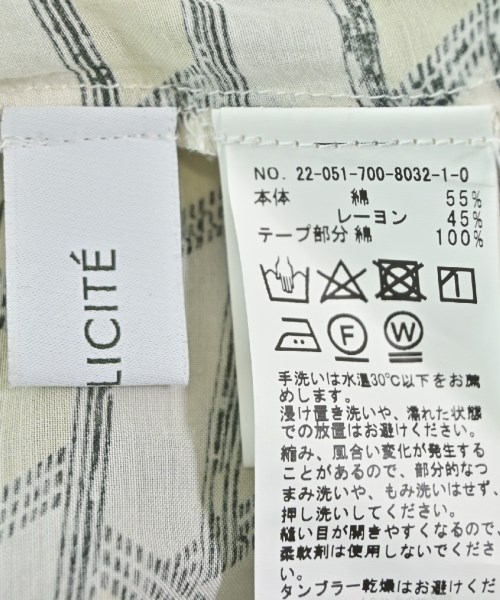 LICITÉ
NO. 22-051-700-8032-1-0
本体 綿 55%
レーヨン 45%
テープ部分 綿 100%
F W
手洗いは水温30℃以下をお薦
めします。
浸け置き洗いや、濡れた状態
での放置はお避けください。
縮み、風合い変化が発生する
ことがあるので、部分的なつ
まみ洗いや、もみ洗いはせず、
押し洗いしてください。
縫い目が開きやすくなるので、
柔軟剤は使用しないでくださ
い。
タンブラー乾燥はお避けくだ